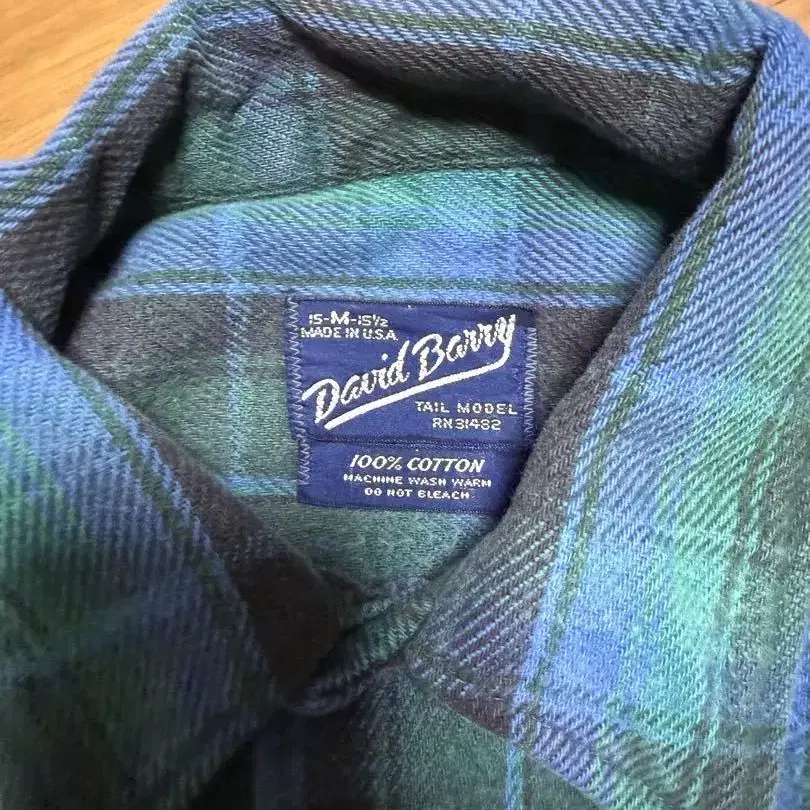 15-M-15½
MADE IN U.S.A.
David Barry
TAIL MODEL
RN31482
100% COTTON
MACHINE WASH WARM
DO NOT BLEACH